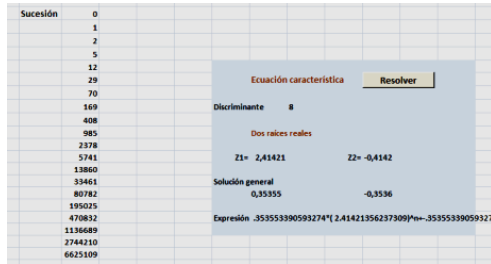 Sucesión 0
1
2
5
12
29
70
169
408
985
2378
5741
13860
33461
80782
195025
470832
1136689
2744210
6625109
Ecuación característica Resolver
Discriminante 8
Dos raíces reales
Z1= 2,41421 Z2= -0,4142
Solución general
0,35355 -0,3536
Expresión .353553390593274*( 2.41421356237309)^n+-.35355339059327